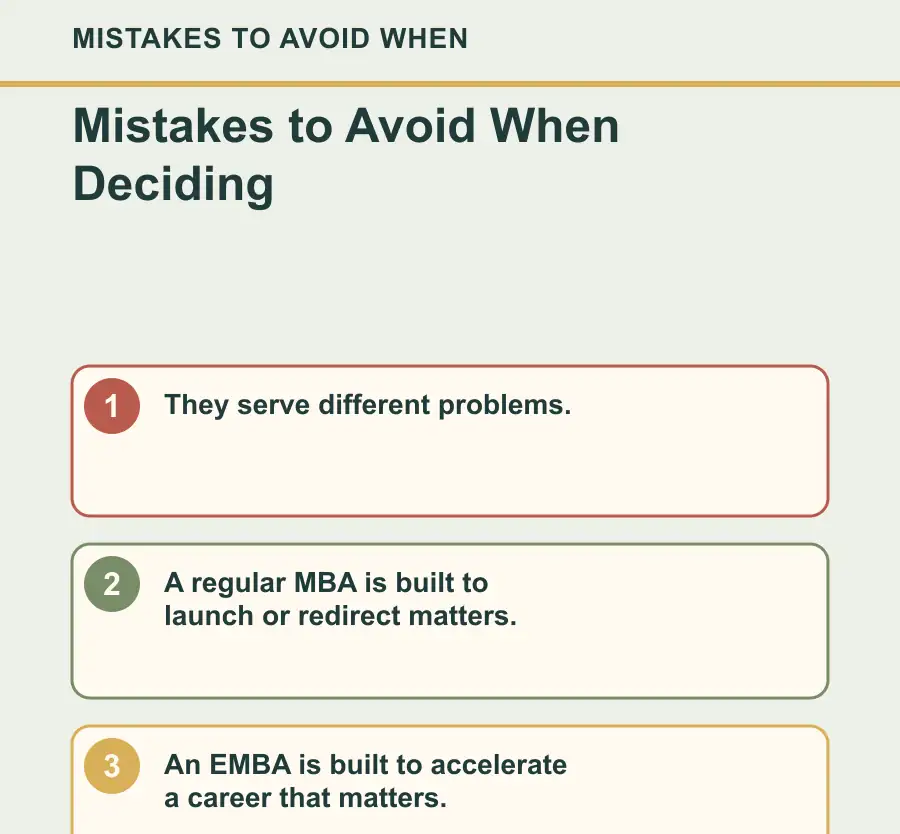 MISTAKES TO AVOID WHEN
Mistakes to Avoid When
Deciding
1
They serve different problems.
2
A regular MBA is built to
launch or redirect matters.
3
An EMBA is built to accelerate
a career that matters.